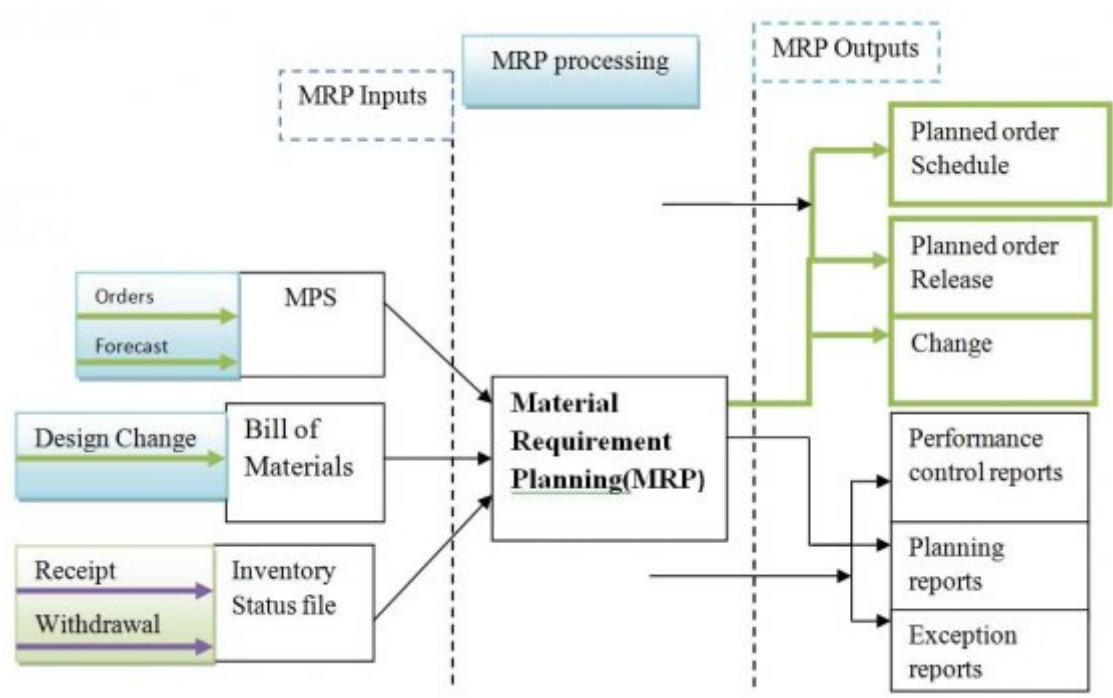 MRP Inputs
MRP processing
MRP Outputs
Orders
Forecast
MPS
Design Change
Bill of
Materials
Receipt
Withdrawal
Inventory
Status file
Material
Requirement
Planning(MRP)
Planned order
Schedule
Planned order
Release
Change
Performance
control reports
Planning
reports
Exception
reports